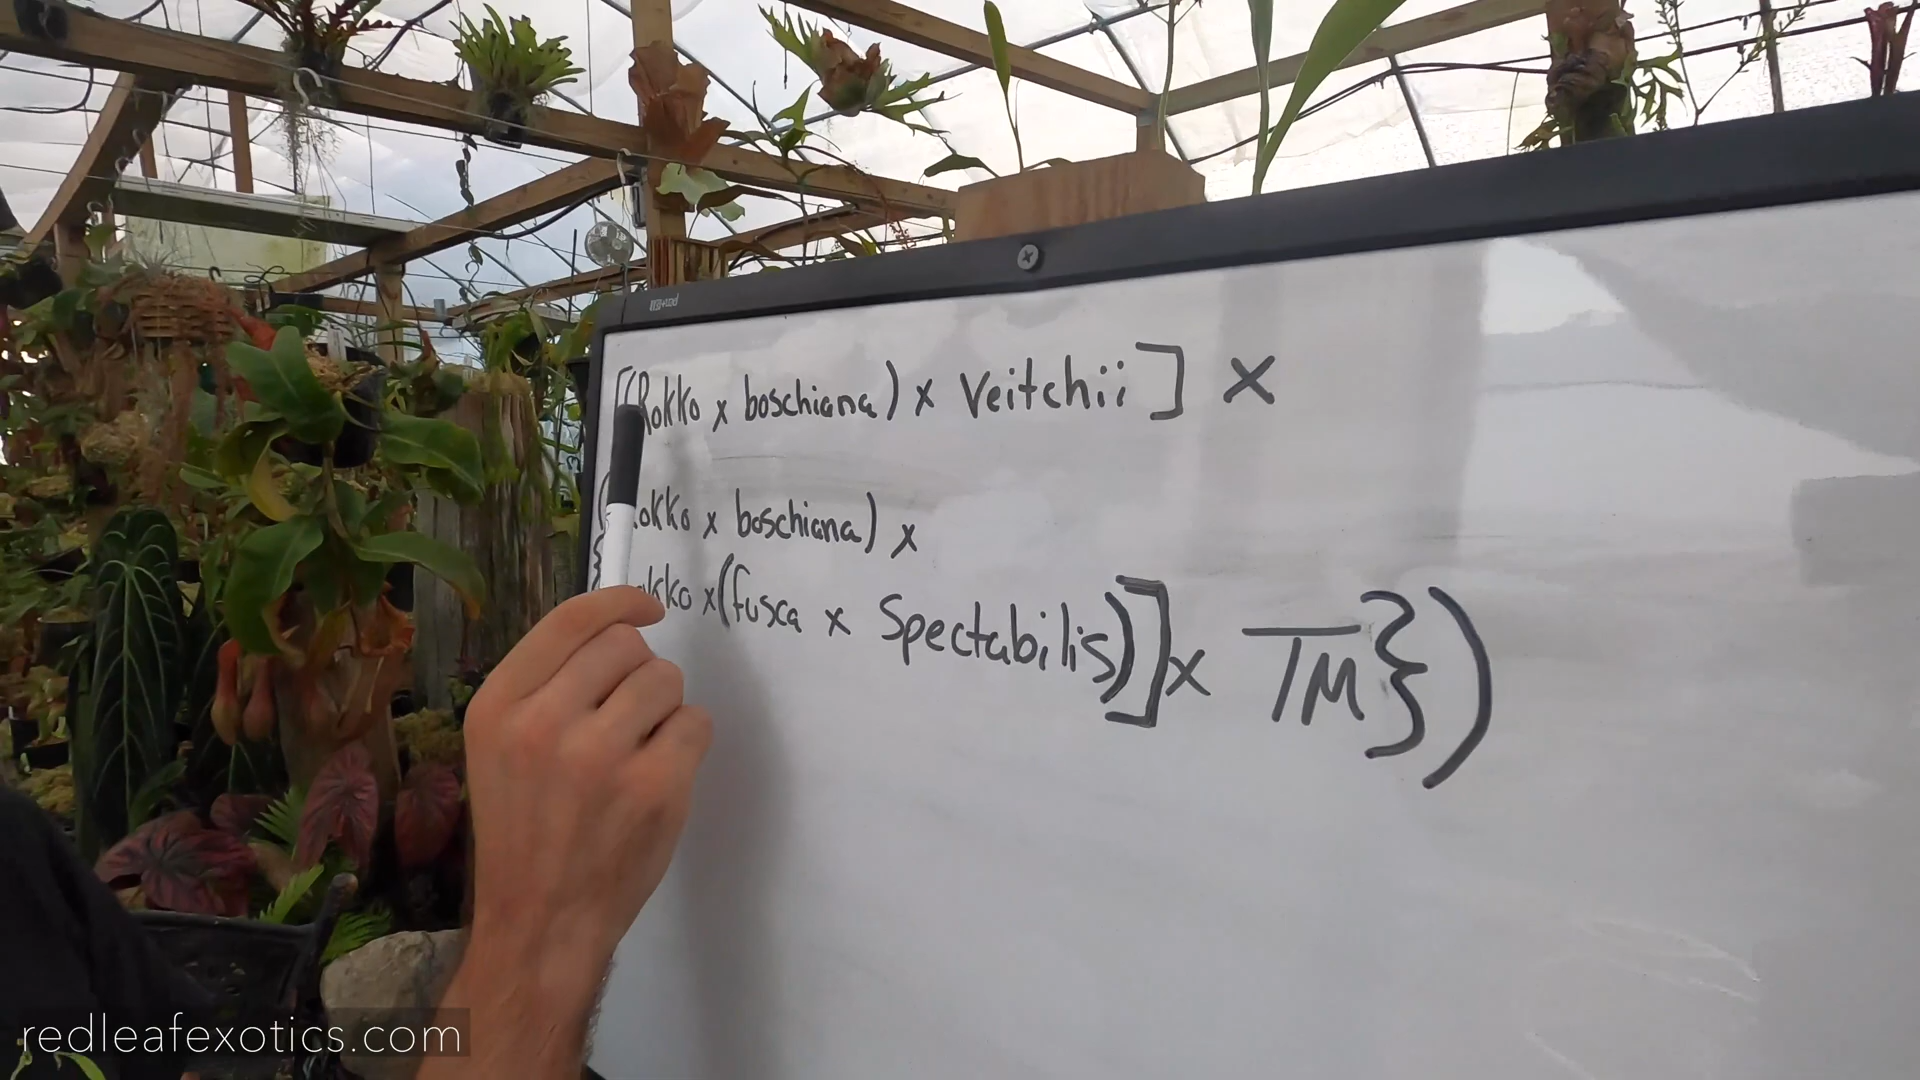 [(Rokko x boschiana) x Veitchii] x
okko x boschiana) x
kko x (fusca x Spectabilis)] x TM})
redleafexotics.com